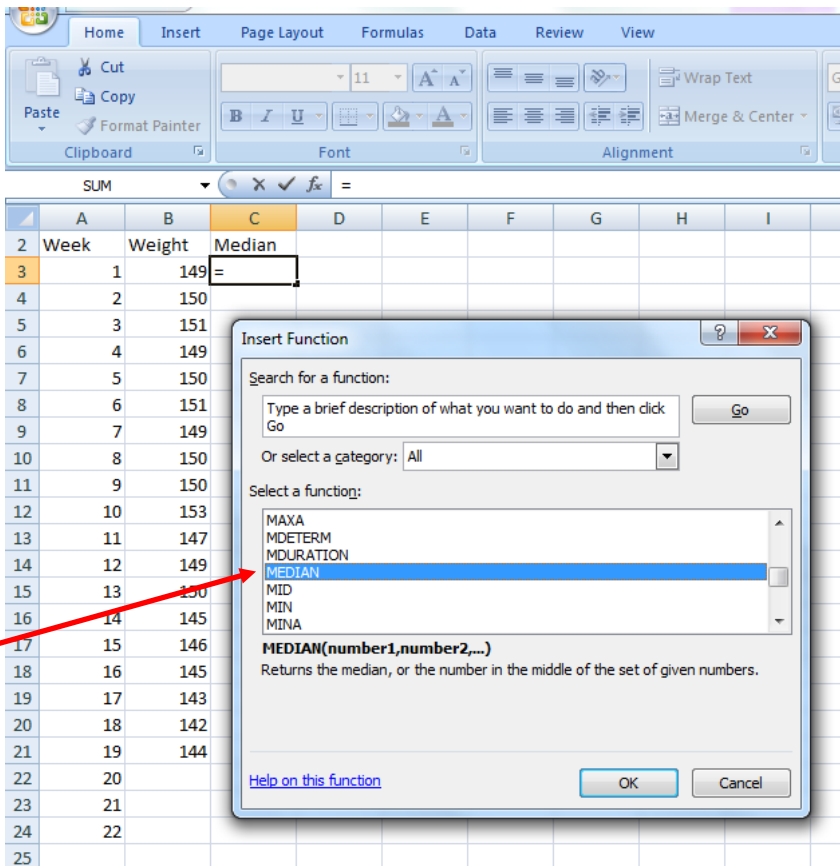 Home Insert Page Layout Formulas Data Review View
Cut
Copy
Format Painter
Paste
11 A A
B I U A
Wrap Text
Merge & Center
Clipboard Font Alignment
SUM fx =
A B C D E F G H I
2 Week Weight Median
3 1 149 =
4 2 150
5 3 151
6 4 149
7 5 150
8 6 151
9 7 149
10 8 150
11 9 150
12 10 153
13 11 147
14 12 149
15 13 150
16 14 145
17 15 146
18 16 145
19 17 143
20 18 142
21 19 144
22 20
23 21
24 22
25
Insert Function
? X
Search for a function:
Type a brief description of what you want to do and then click
Go
Go
Or select a category: All
Select a function:
MAXA
MDETERM
MDURATION
MEDIAN
MID
MIN
MINA
MEDIAN(number1,number2,...)
Returns the median, or the number in the middle of the set of given numbers.
Help on this function
OK Cancel